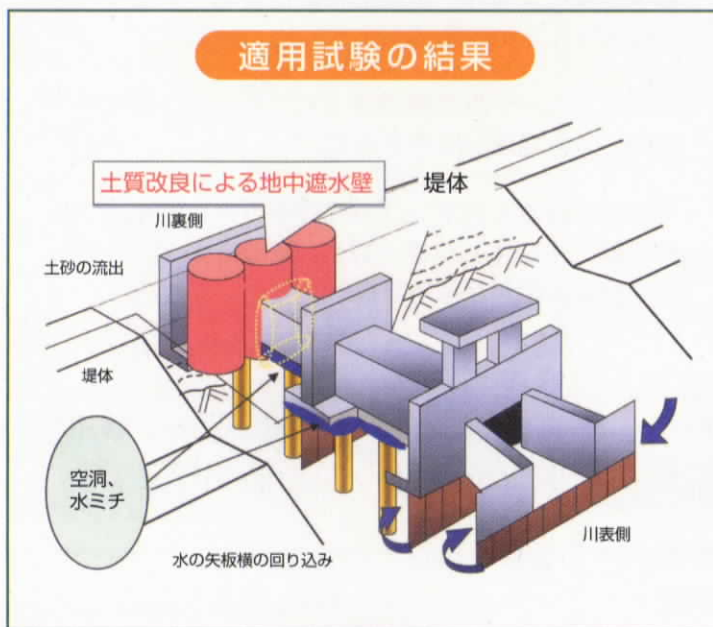 適用試験の結果
土質改良による地中遮水壁
堤体
川裏側
土砂の流出
堤体
空洞、
水ミチ
川表側
水の矢板横の回り込み